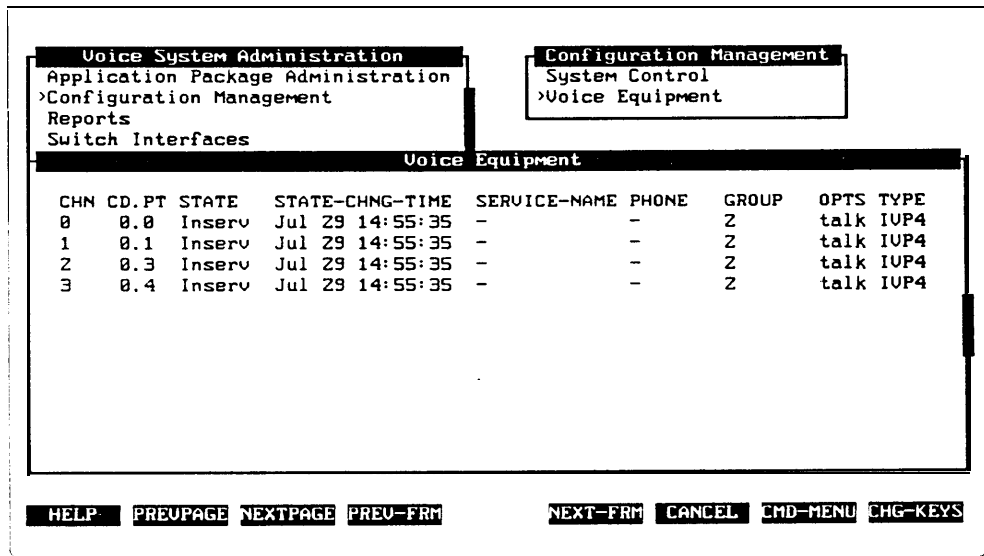 Voice System Administration
Application Package Administration
>Configuration Management
Reports
Switch Interfaces
Configuration Management
System Control
>Voice Equipment
Voice Equipment
CHN CD.PT STATE STATE-CHNG-TIME SERVICE-NAME PHONE GROUP OPTS TYPE
0 0.0 Inserv Jul 29 14:55:35 - - 2 talk IVP4
1 0.1 Inserv Jul 29 14:55:35 - - 2 talk IVP4
2 0.3 Inserv Jul 29 14:55:35 - - 2 talk IVP4
3 0.4 Inserv Jul 29 14:55:35 - - 2 talk IVP4
HELP PREVPAGE NEXTPAGE PREV-FRM NEXT-FRM CANCEL CMD-MENU CHG-KEYS